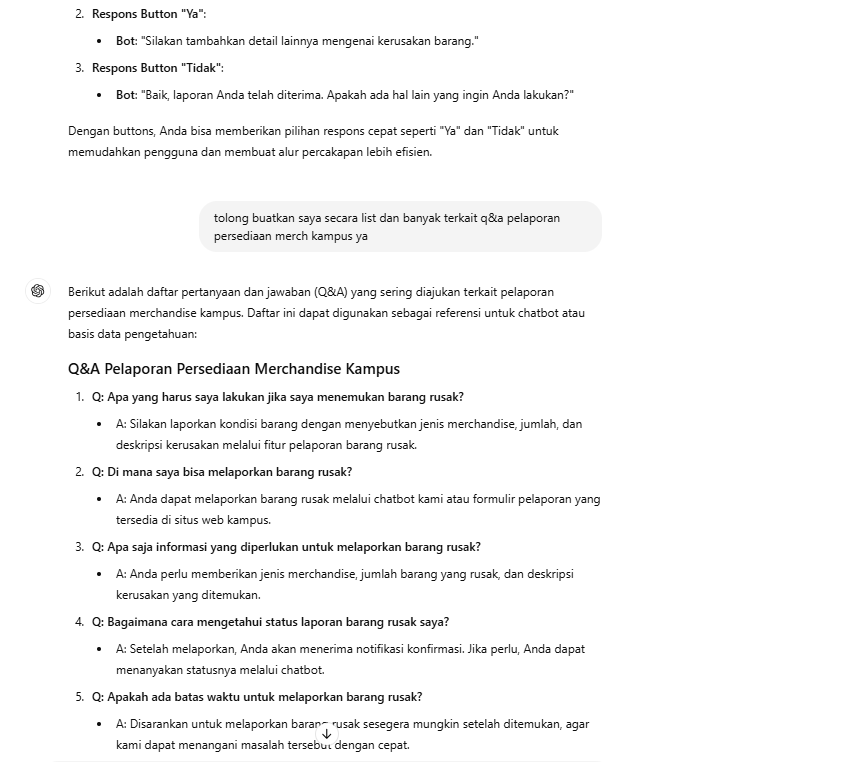 2. Respons Button "Ya":
• Bot: "Silakan tambahkan detail lainnya mengenai kerusakan barang."
3. Respons Button "Tidak":
• Bot: "Baik, laporan Anda telah diterima. Apakah ada hal lain yang ingin Anda lakukan?"
Dengan buttons, Anda bisa memberikan pilihan respons cepat seperti "Ya" dan "Tidak" untuk
memudahkan pengguna dan membuat alur percakapan lebih efisien.
tolong buatkan saya secara list dan banyak terkait q&a pelaporan
persediaan merch kampus ya
Berikut adalah daftar pertanyaan dan jawaban (Q&A) yang sering diajukan terkait pelaporan
persediaan merchandise kampus. Daftar ini dapat digunakan sebagai referensi untuk chatbot atau
basis data pengetahuan:
Q&A Pelaporan Persediaan Merchandise Kampus
1. Q: Apa yang harus saya lakukan jika saya menemukan barang rusak?
• A: Silakan laporkan kondisi barang dengan menyebutkan jenis merchandise, jumlah, dan
deskripsi kerusakan melalui fitur pelaporan barang rusak.
2. Q: Di mana saya bisa melaporkan barang rusak?
• A: Anda dapat melaporkan barang rusak melalui chatbot kami atau formulir pelaporan yang
tersedia di situs web kampus.
3. Q: Apa saja informasi yang diperlukan untuk melaporkan barang rusak?
• A: Anda perlu memberikan jenis merchandise, jumlah barang yang rusak, dan deskripsi
kerusakan yang ditemukan.
4. Q: Bagaimana cara mengetahui status laporan barang rusak saya?
• A: Setelah melaporkan, Anda akan menerima notifikasi konfirmasi. Jika perlu, Anda dapat
menanyakan statusnya melalui chatbot.
5. Q: Apakah ada batas waktu untuk melaporkan barang rusak?
• A: Disarankan untuk melaporkan barang rusak sesegera mungkin setelah ditemukan, agar
kami dapat menangani masalah tersebut dengan cepat.